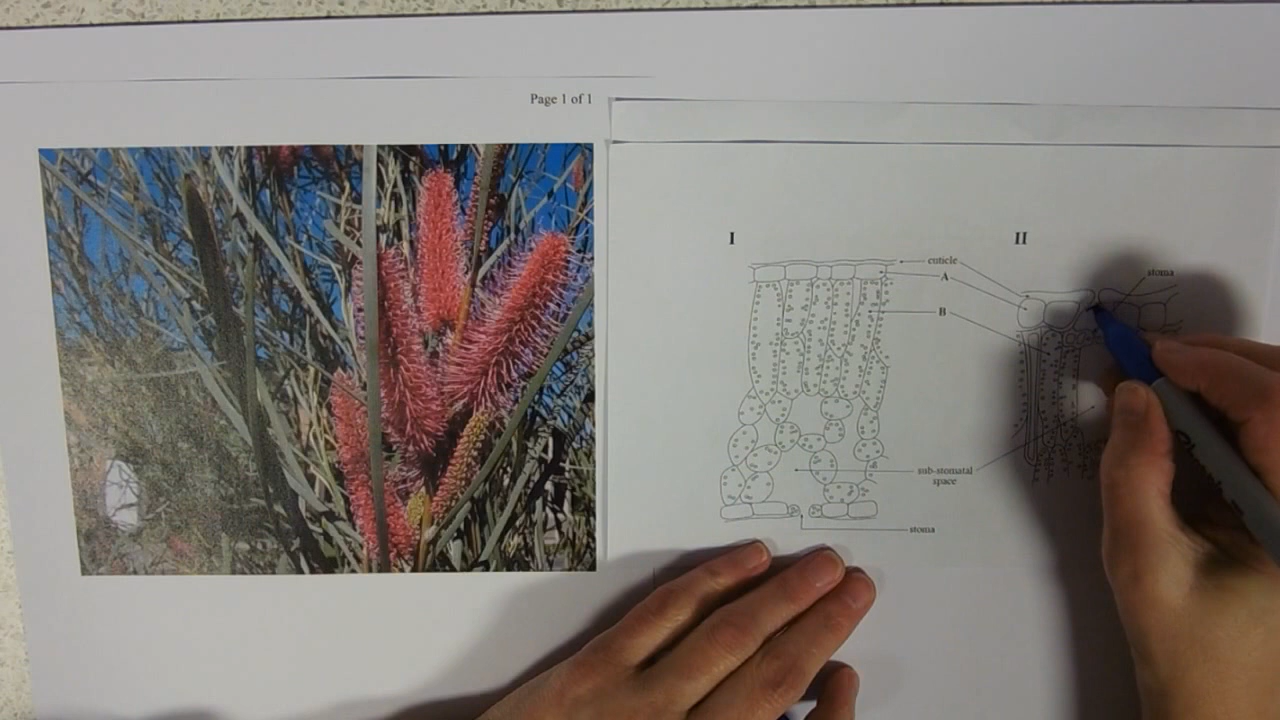 Page 1 of 1
I
II
cuticle
A
stoma
B
sub-stomatal
space
stoma